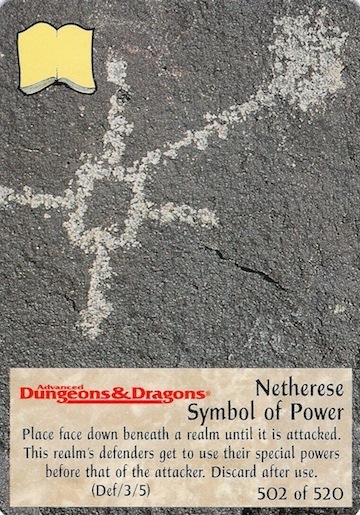 Advanced
Dungeons & Dragons®
Netherese
Symbol of Power
Place face down beneath a realm until it is attacked.
This realm's defenders get to use their special powers
before that of the attacker. Discard after use.
(Def/3/5)
502 of 520